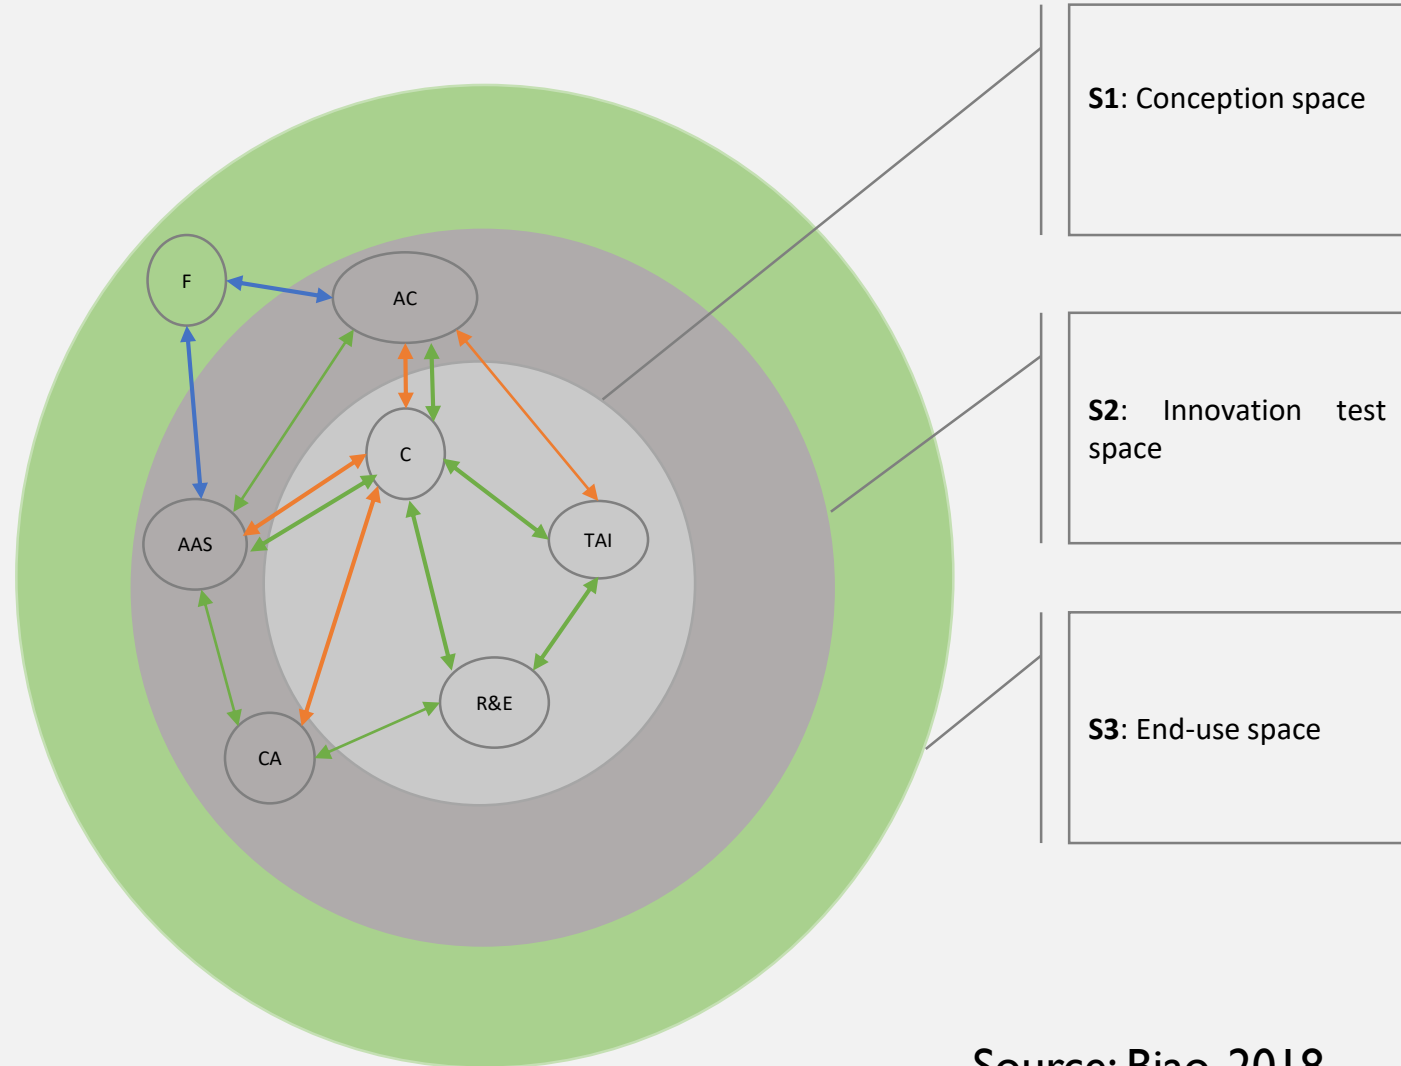 S1: Conception space
F
AC
C
S2: Innovation test
space
AAS
TAI
R&E
S3: End-use space
CA
Source: Biao, 2018